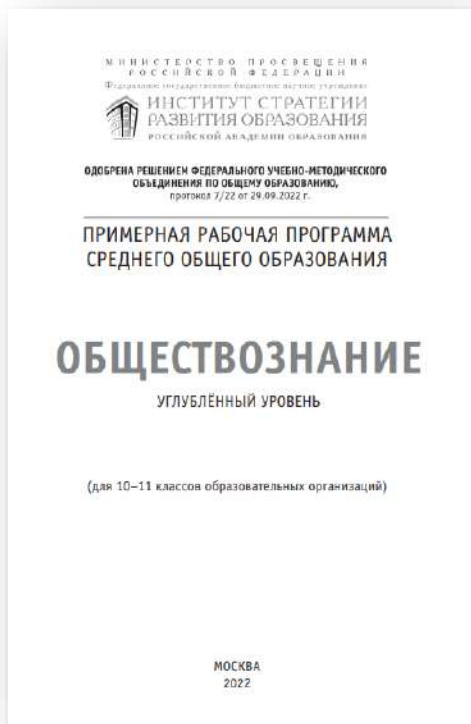 МИНИСТЕРСТВО ПРОСВЕЩЕНИЯ
РОССИЙСКОЙ ФЕДЕРАЦИИ
Федеральное государственное бюджетное научное учреждение
ИНСТИТУТ СТРАТЕГИИ
РАЗВИТИЯ ОБРАЗОВАНИЯ
РОССИЙСКОЙ АКАДЕМИИ ОБРАЗОВАНИЯ
ОДОБРЕНА РЕШЕНИЕМ ФЕДЕРАЛЬНОГО УЧЕБНО-МЕТОДИЧЕСКОГО
ОБЪЕДИНЕНИЯ ПО ОБЩЕМУ ОБРАЗОВАНИЮ,
протокол 7/22 от 29.09.2022 г.
ПРИМЕРНАЯ РАБОЧАЯ ПРОГРАММА
СРЕДНЕГО ОБЩЕГО ОБРАЗОВАНИЯ
ОБЩЕСТВОЗНАНИЕ
УГЛУБЛЁННЫЙ УРОВЕНЬ
(для 10–11 классов образовательных организаций)
МОСКВА
2022